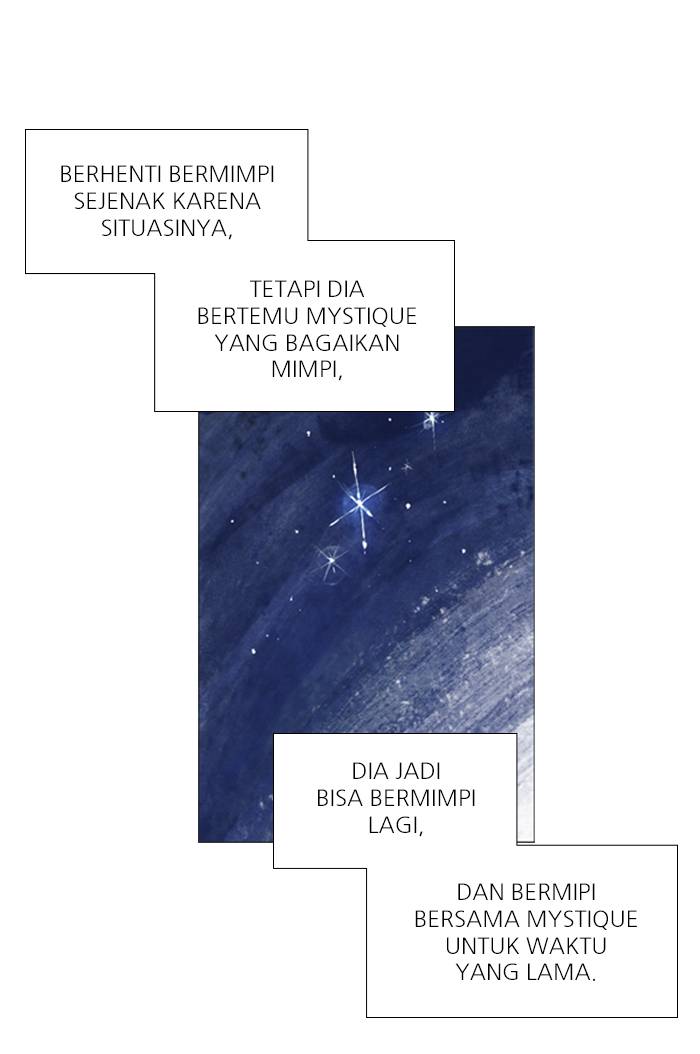 BERHENTI BERMIMPI
SEJENAK KARENA
SITUASINYA,
TETAPI DIA
BERTEMU MYSTIQUE
YANG BAGAIKAN
MIMPI,
DIA JADI
BISA BERMIMPI
LAGI,
DAN BERMIPI
BERSAMA MYSTIQUE
UNTUK WAKTU
YANG LAMA.